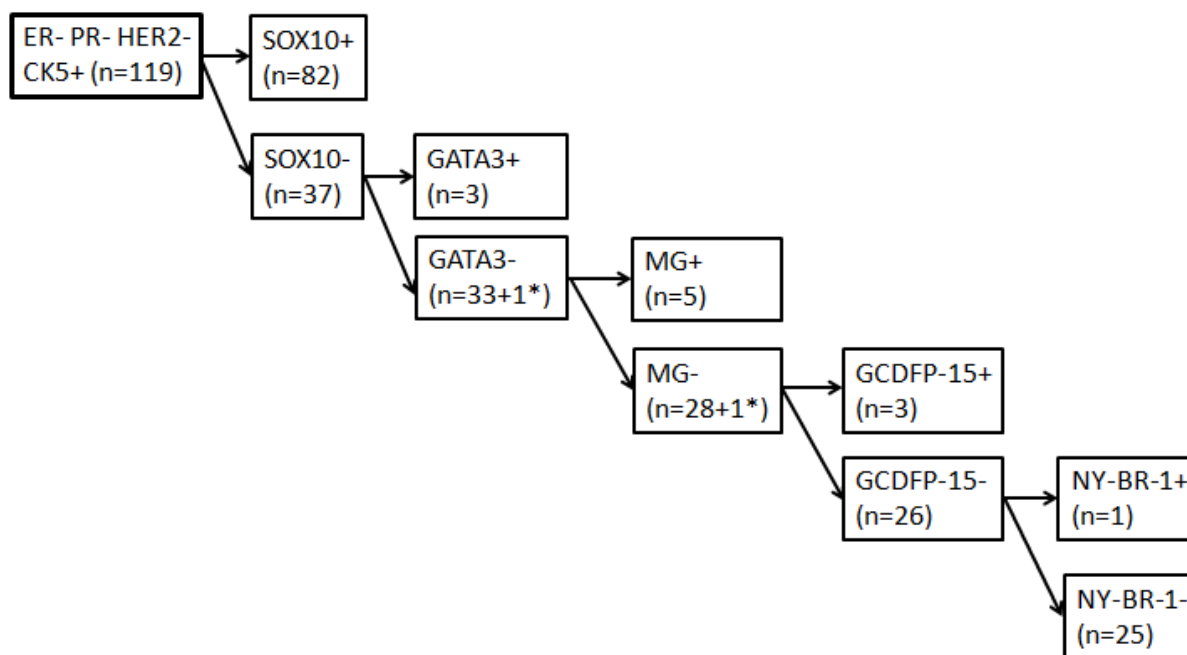 ER- PR- HER2-
CK5+ (n=119)
SOX10+
(n=82)
SOX10-
(n=37)
GATA3+
(n=3)
GATA3-
(n=33+1*)
MG+
(n=5)
MG-
(n=28+1*)
GCDFP-15+
(n=3)
GCDFP-15-
(n=26)
NY-BR-1+
(n=1)
NY-BR-1-
(n=25)